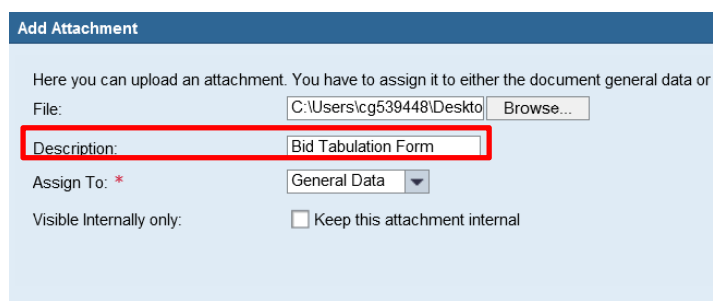 Add Attachment
Here you can upload an attachment. You have to assign it to either the document general data or
File: C:\Users\cg539448\Deskto Browse...
Description: Bid Tabulation Form
Assign To: * General Data
Visible Internally only: Keep this attachment internal